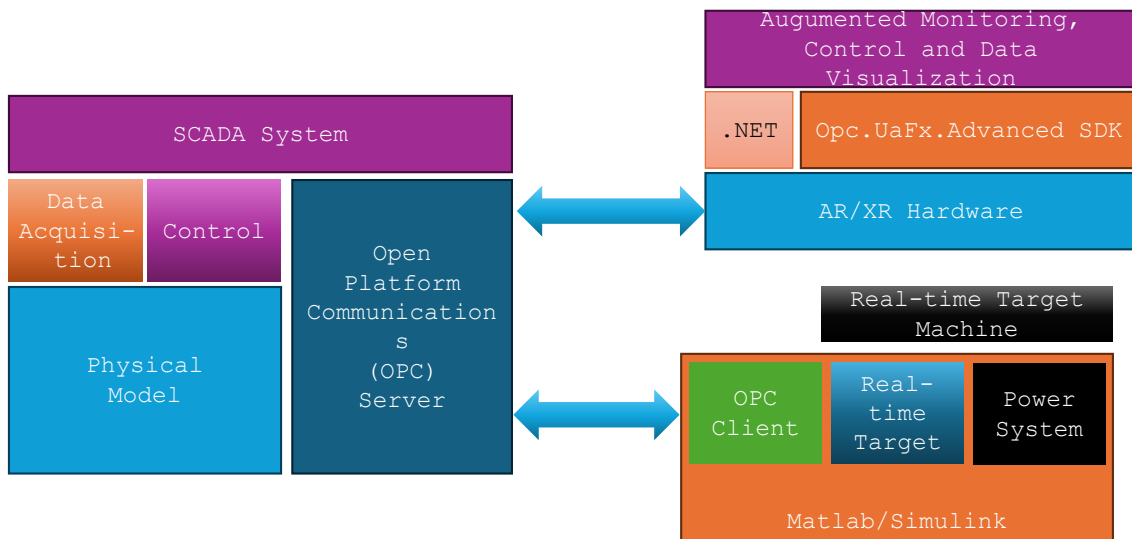 Augumented Monitoring,
Control and Data
Visualization
SCADA System
.NET
Opc.UaFx.Advanced SDK
Data
Acquisi-
tion
Control
Open
Platform
Communication
s
(OPC)
Server
AR/XR Hardware
Physical
Model
Real-time Target
Machine
OPC
Client
Real-
time
Target
Power
System
Matlab/Simulink